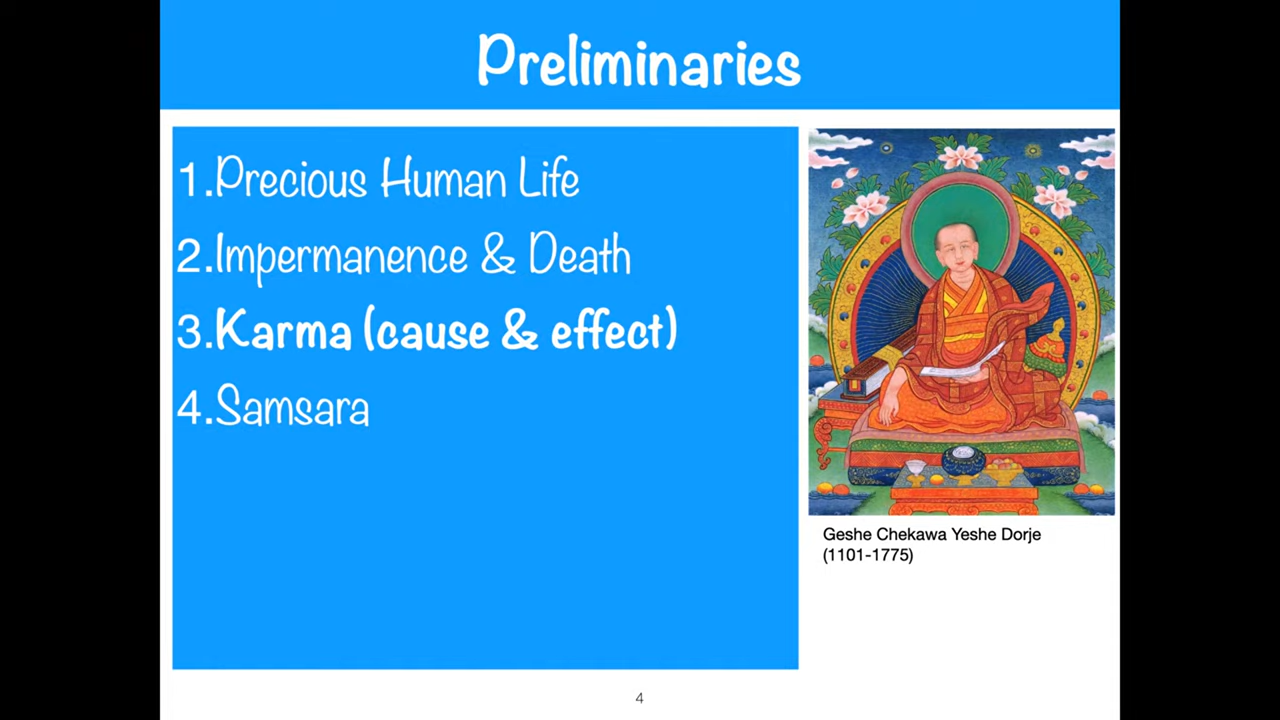 Preliminaries
1.Precious Human Life
2.Impermanence & Death
3.Karma (cause & effect)
4.Samsara
Geshe Chekawa Yeshe Dorje
(1101-1775)
4